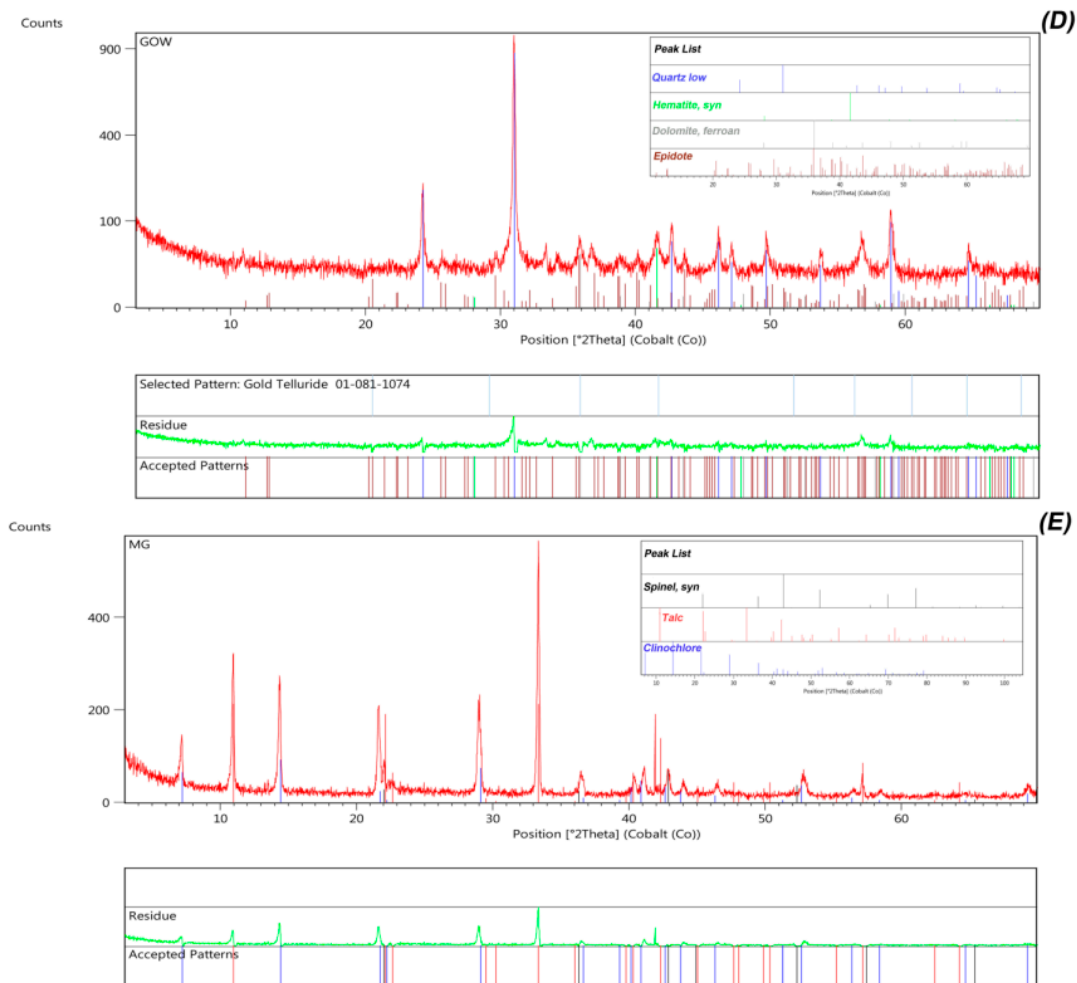 Counts
(D)
GOW
900
400
100
0
10 20 30 40 50 60
Position [°2Theta] (Cobalt (Co))
Peak List
Quartz low
Hematite, syn
Dolomite, ferroan
Epidote
20 30 40 50 60
Position [°2Theta] (Cobalt (Co))
Selected Pattern: Gold Telluride 01-081-1074
Residue
Accepted Patterns
(E)
Counts
MG
400
200
0
10 20 30 40 50 60
Position [°2Theta] (Cobalt (Co))
Peak List
Spinel, syn
Talc
Clinochlore
10 20 30 40 50 60 70 80 90 100
Position [°2Theta] (Cobalt (Co))
Residue
Accepted Patterns